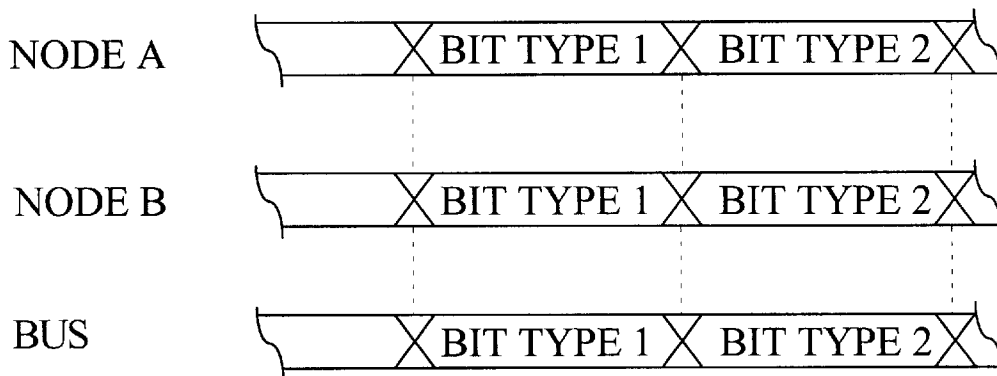 NODE A BIT TYPE 1 BIT TYPE 2
NODE B BIT TYPE 1 BIT TYPE 2
BUS BIT TYPE 1 BIT TYPE 2